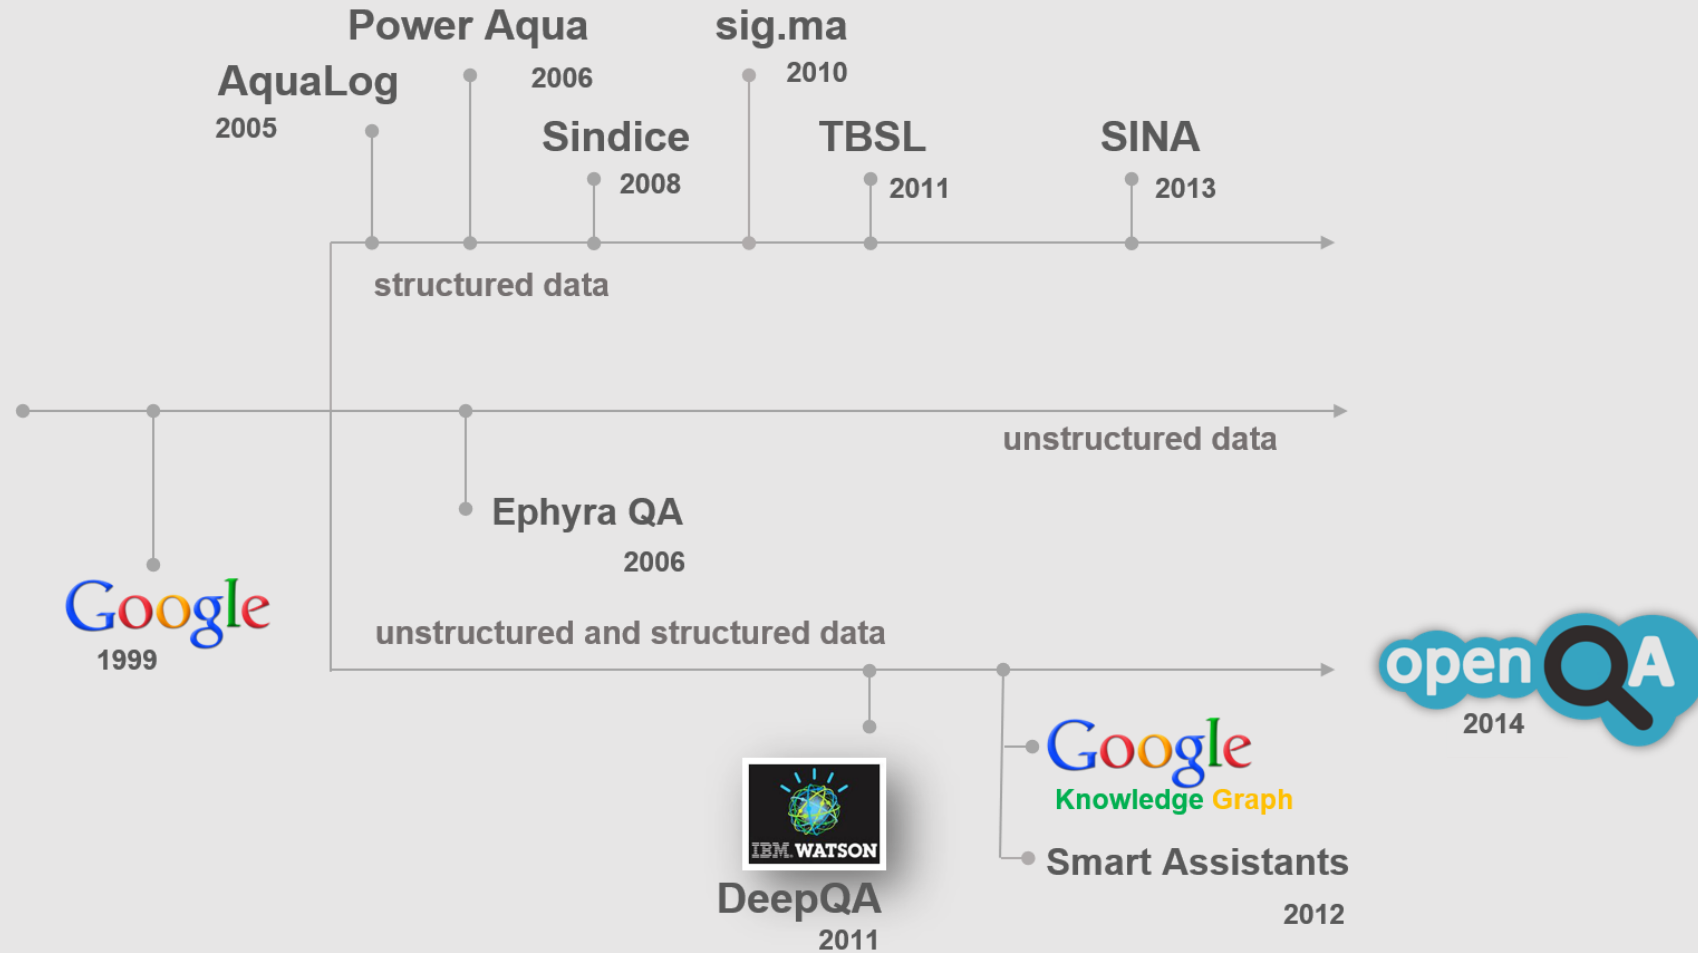 Power Aqua
2006
sig.ma
2010
AquaLog
2005
Sindice
2008
TBSL
2011
SINA
2013
structured data
unstructured data
Ephyra QA
2006
Google
1999
unstructured and structured data
openQA
2014
Google
Knowledge Graph
IBM. WATSON
DeepQA
2011
Smart Assistants
2012